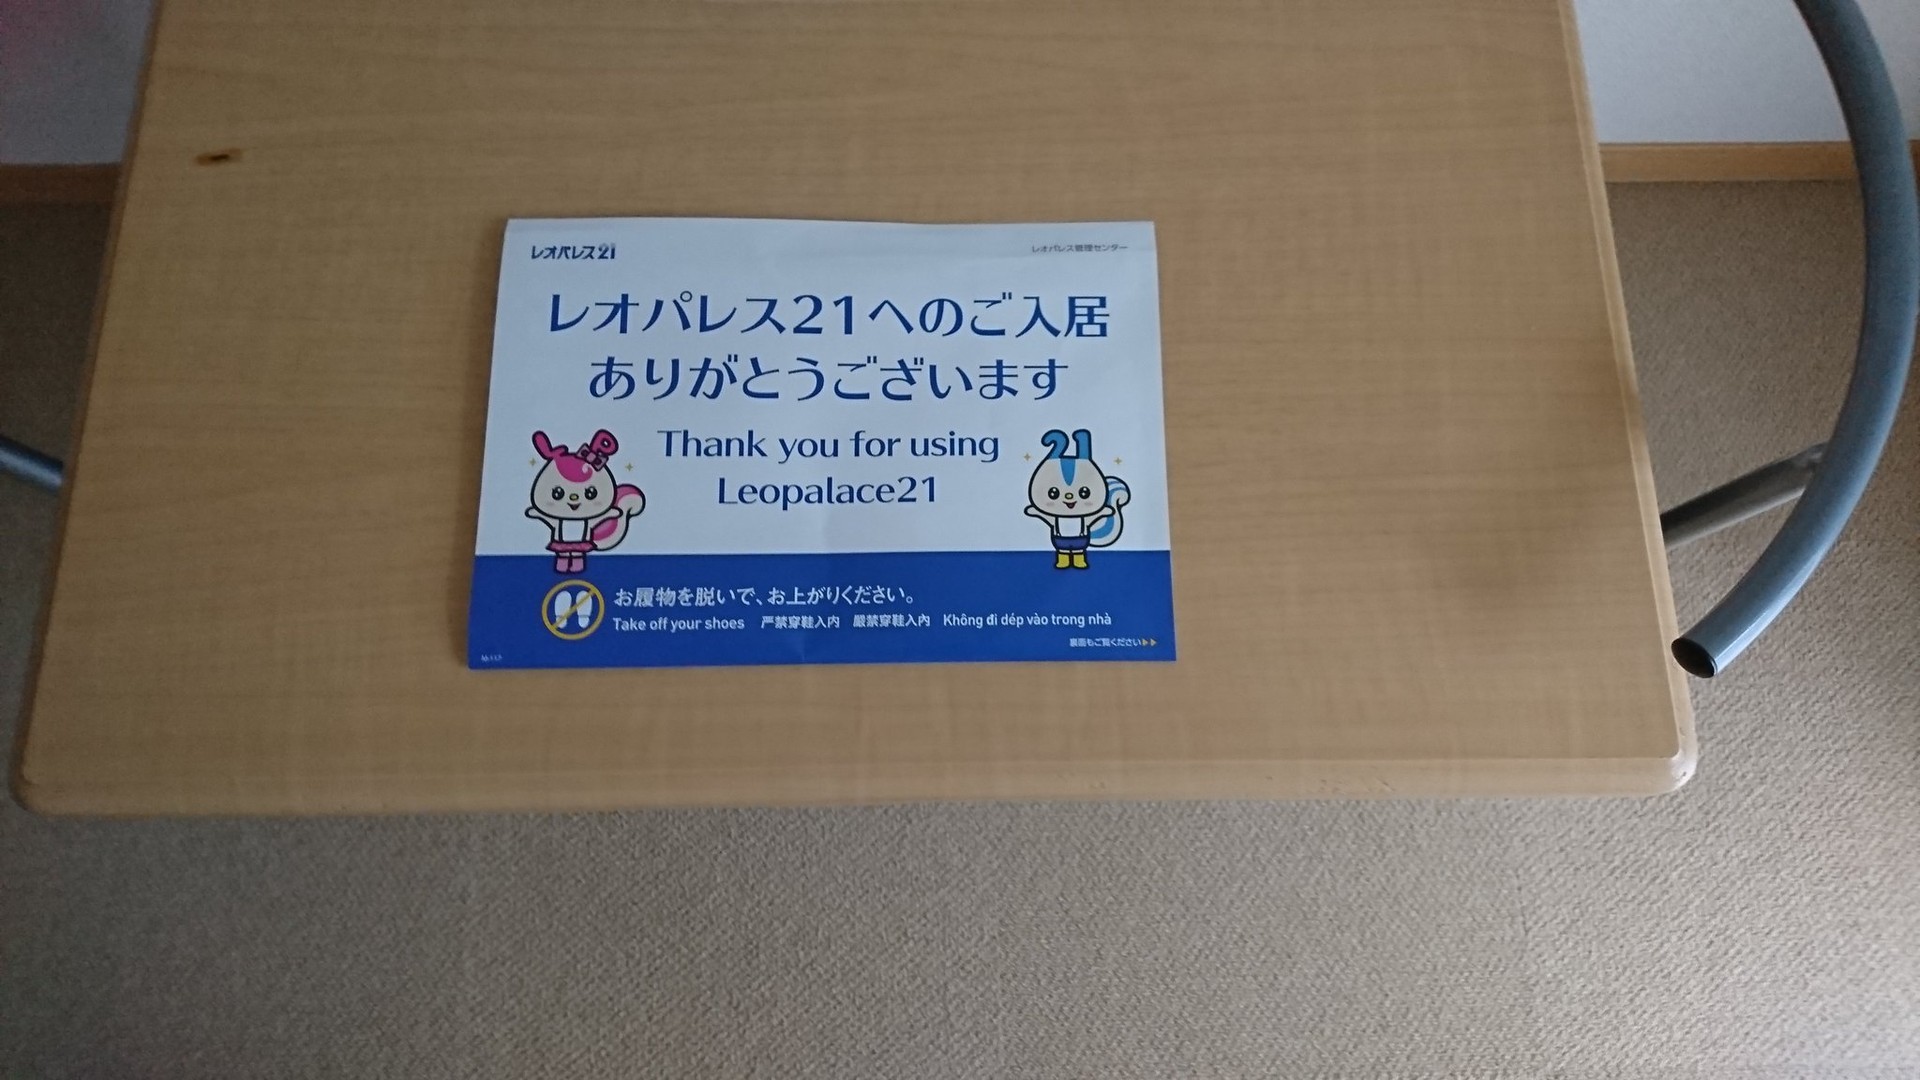 レオパレス21
レオパレス管理センター
レオパレス21へのご入居
ありがとうございます
Thank you for using
Leopalace21
お履物を脱いで、お上がりください。
Take off your shoes 严禁穿鞋入内 嚴禁穿鞋入內 Không đi dép vào trong nhà
裏面もご覧ください▶▶